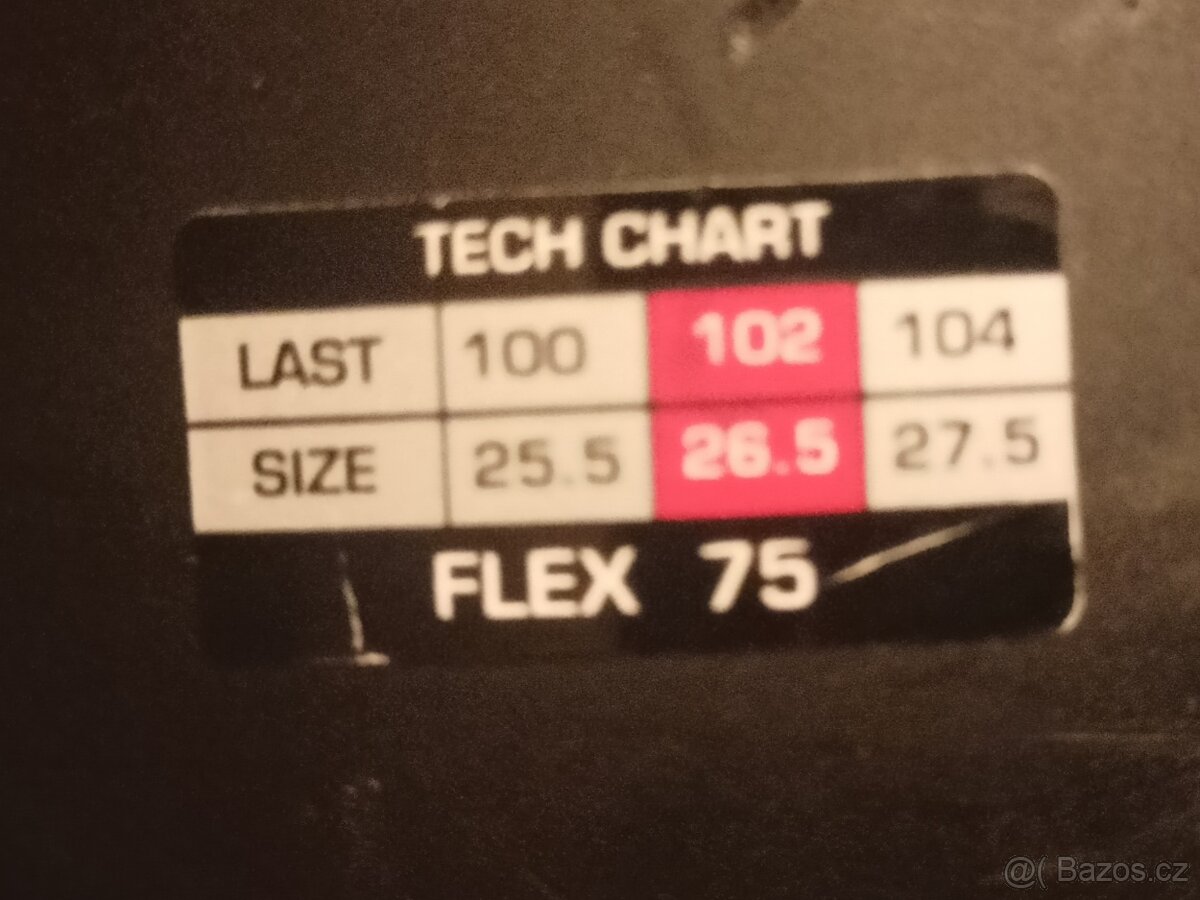 TECH CHART
LAST 100 102 104
SIZE 25.5 26.5 27.5
FLEX 75
@( Bazos.cz